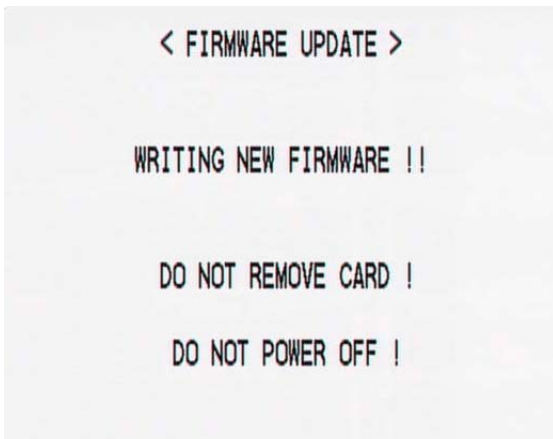 < FIRMWARE UPDATE >
WRITING NEW FIRMWARE !!
DO NOT REMOVE CARD !
DO NOT POWER OFF !